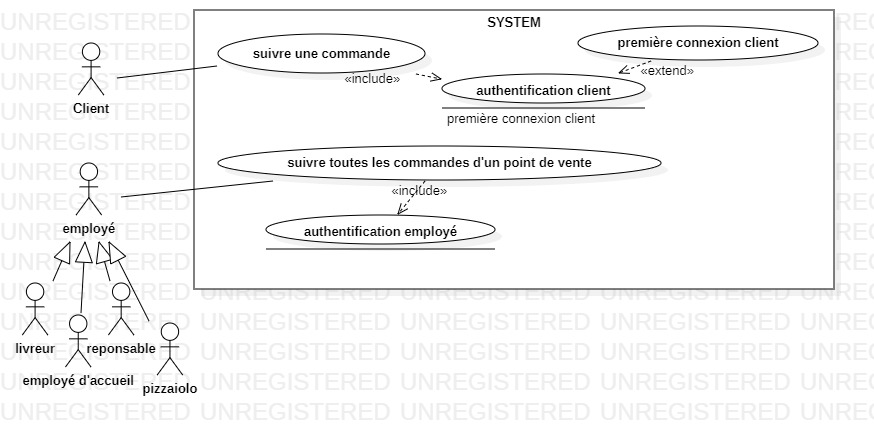 SYSTEM
suivre une commande
première connexion client
«include»
«extend»
authentification client
première connexion client
Client
suivre toutes les commandes d'un point de vente
«include»
authentification employé
employé
livreur
reponsable
employé d'accueil
pizzaiolo
UNREGISTERED UNREGISTERED UNREGISTERED UNREGISTERED